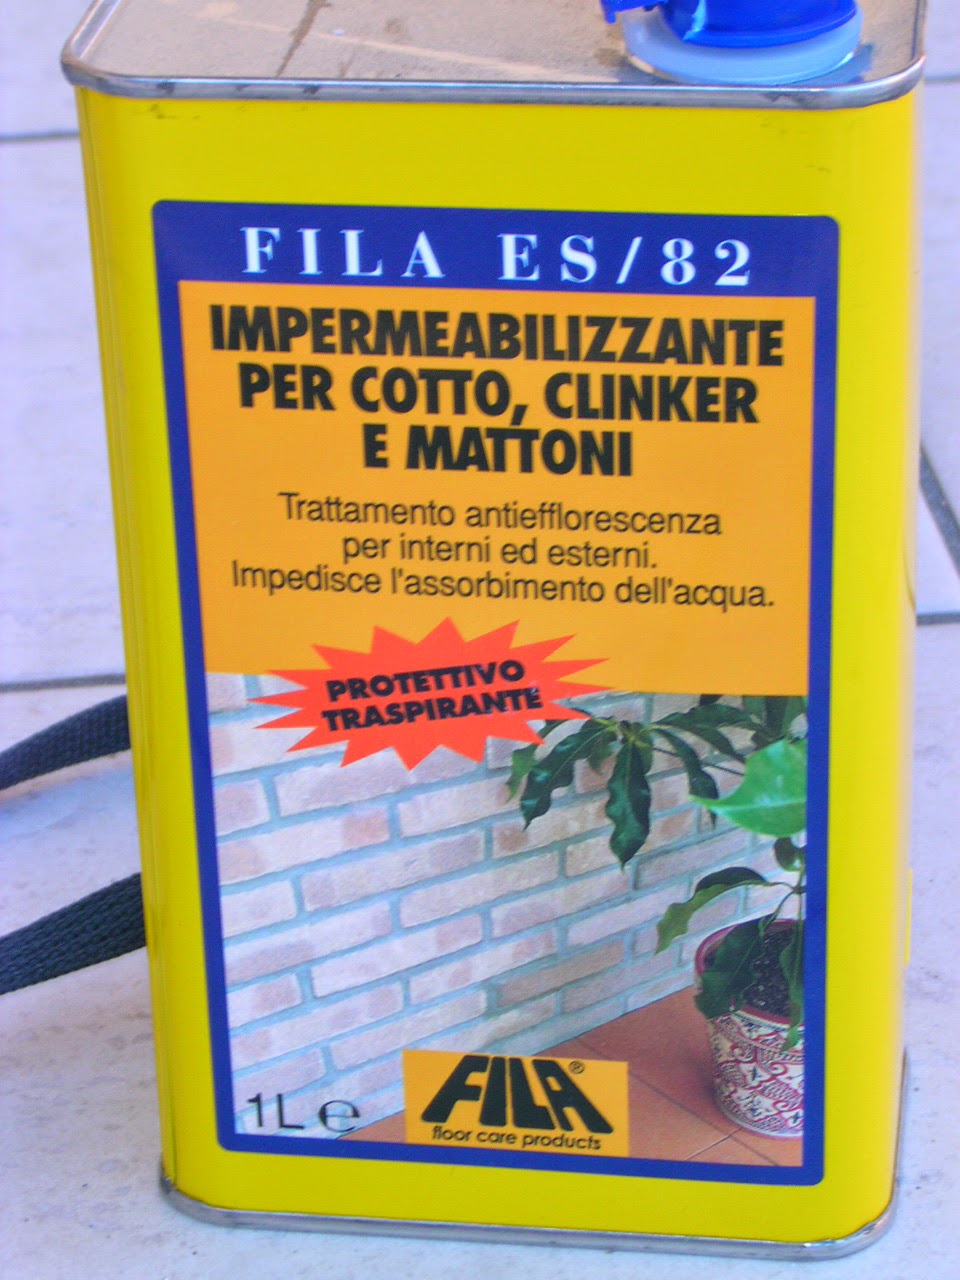 FILA ES/82
IMPERMEABILIZZANTE
PER COTTO, CLINKER
E MATTONI
Trattamento antiefflorescenza
per interni ed esterni.
Impedisce l'assorbimento dell'acqua.
PROTETTIVO
TRASPIRANTE
1L ℮
FILA®
floor care products